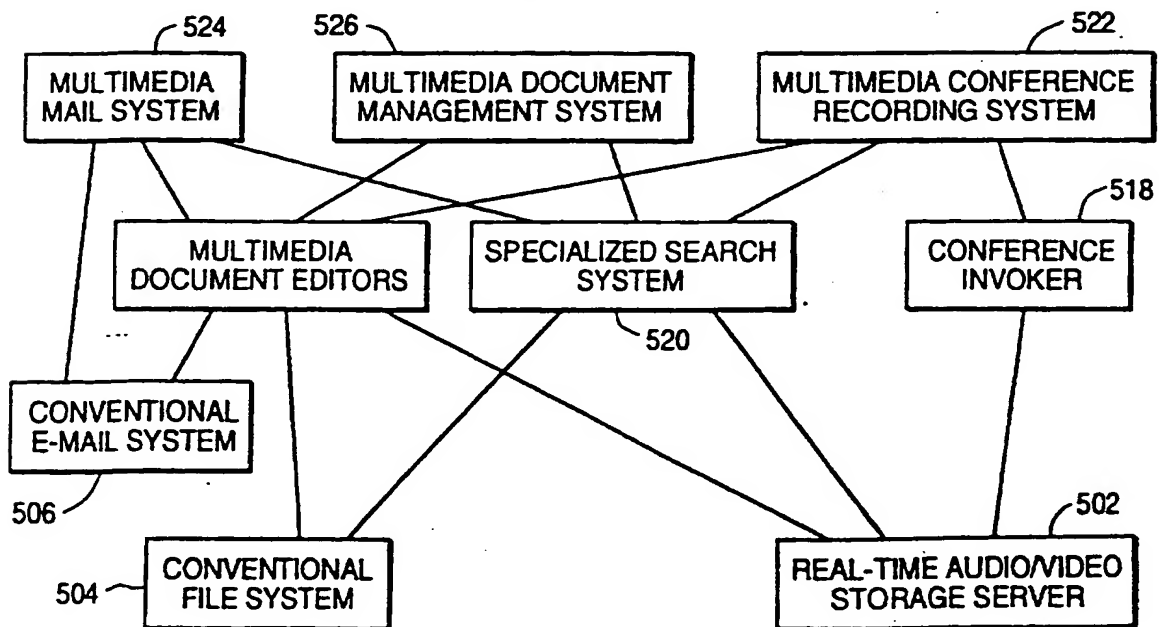 524
526
522
MULTIMEDIA
MAIL SYSTEM
MULTIMEDIA DOCUMENT
MANAGEMENT SYSTEM
MULTIMEDIA CONFERENCE
RECORDING SYSTEM
518
MULTIMEDIA
DOCUMENT EDITORS
SPECIALIZED SEARCH
SYSTEM
CONFERENCE
INVOKER
520
CONVENTIONAL
E-MAIL SYSTEM
506
502
504
CONVENTIONAL
FILE SYSTEM
REAL-TIME AUDIO/VIDEO
STORAGE SERVER